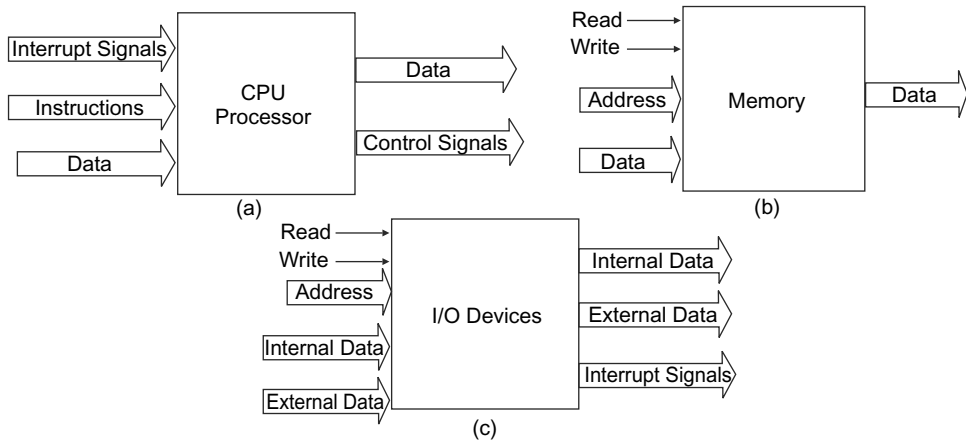 Interrupt Signals
Instructions
Data
CPU
Processor
Data
Control Signals
(a)
Read
Write
Address
Data
Memory
Data
(b)
Read
Write
Address
Internal Data
External Data
I/O Devices
Internal Data
External Data
Interrupt Signals
(c)